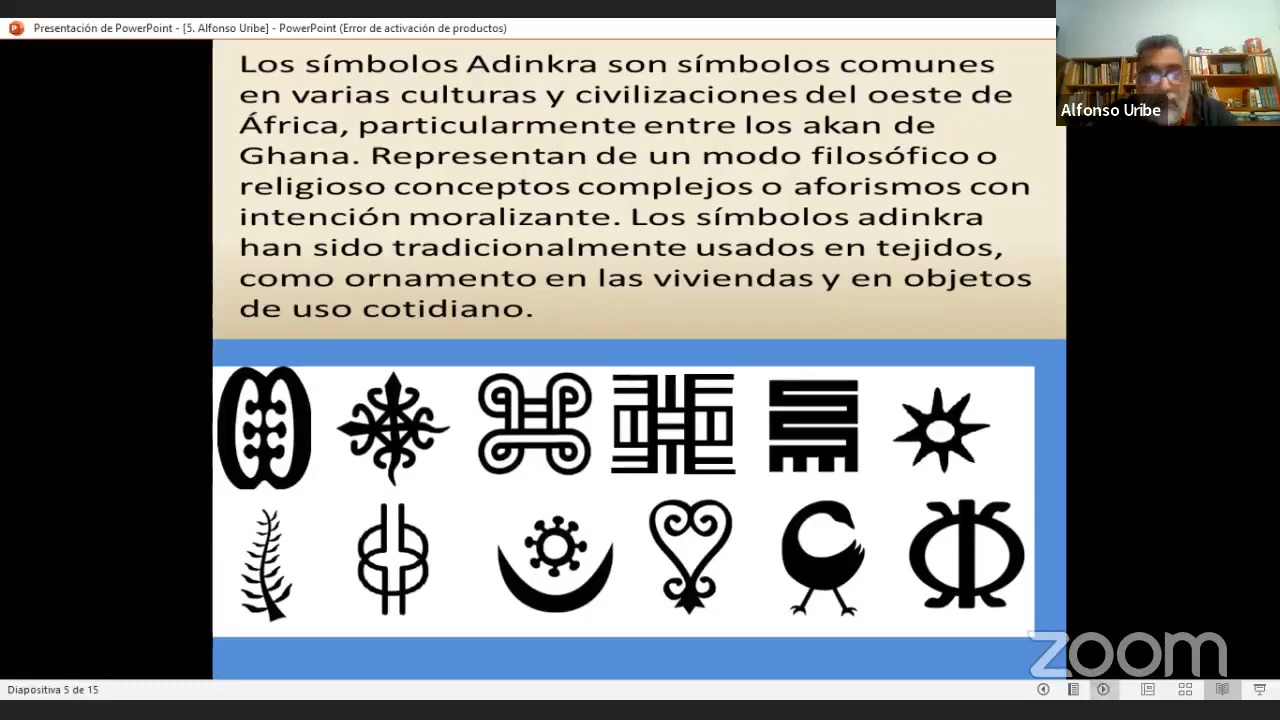 Presentación de PowerPoint - [5. Alfonso Uribe] - PowerPoint (Error de activación de productos)
Los símbolos Adinkra son símbolos comunes
en varias culturas y civilizaciones del oeste de
África, particularmente entre los akan de
Ghana. Representan de un modo filosófico o
religioso conceptos complejos o aforismos con
intención moralizante. Los símbolos adinkra
han sido tradicionalmente usados en tejidos,
como ornamento en las viviendas y en objetos
de uso cotidiano.
Alfonso Uribe
zoom
Diapositiva 5 de 15